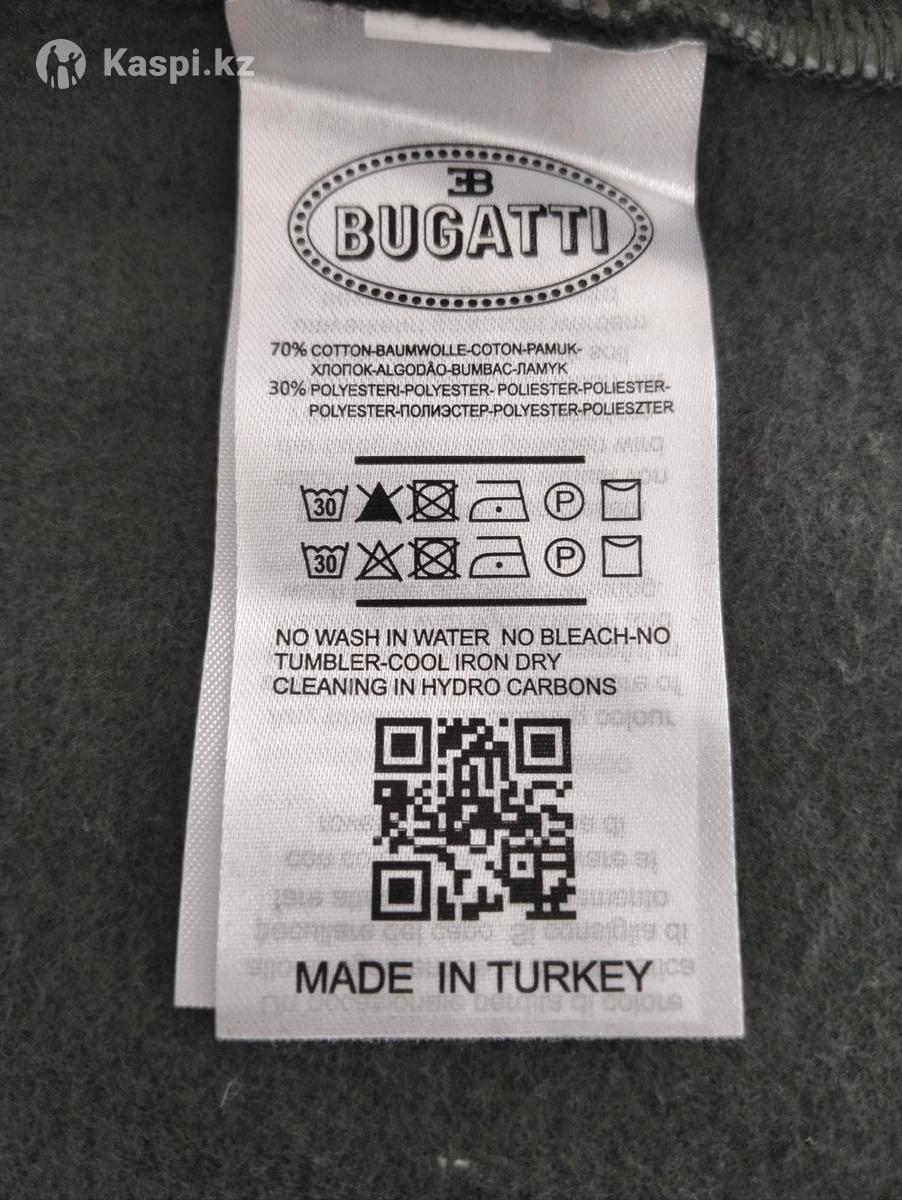 Kaspi.kz
EB
BUGATTI
70% COTTON-BAUMWOLLE-COTON-PAMUK-
ХЛОПОК-ALGODÂO-BUMBAC-ЛАМУК
30% POLYESTERI-POLYESTER- POLIESTER-POLIESTER-
POLYESTER-ПОЛИЭСТЕР-POLYESTER-POLIESZTER
30 P
30 P
NO WASH IN WATER NO BLEACH-NO
TUMBLER-COOL IRON DRY
CLEANING IN HYDRO CARBONS
MADE IN TURKEY